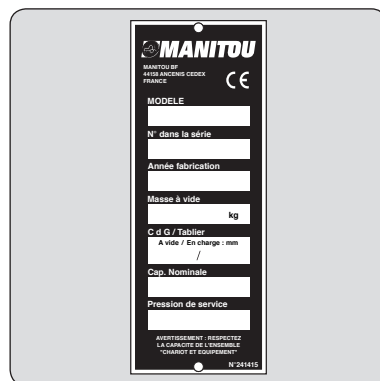 MANITOU
MANITOU BF
44158 ANCENIS CEDEX
FRANCE
CE
MODELE
N° dans la série
Année fabrication
Masse à vide
kg
C d G / Tablier
A vide / En charge : mm
/
Cap. Nominale
Pression de service
AVERTISSEMENT : RESPECTEZ
LA CAPACITE DE L'ENSEMBLE
"CHARIOT ET EQUIPEMENT"
N°241415